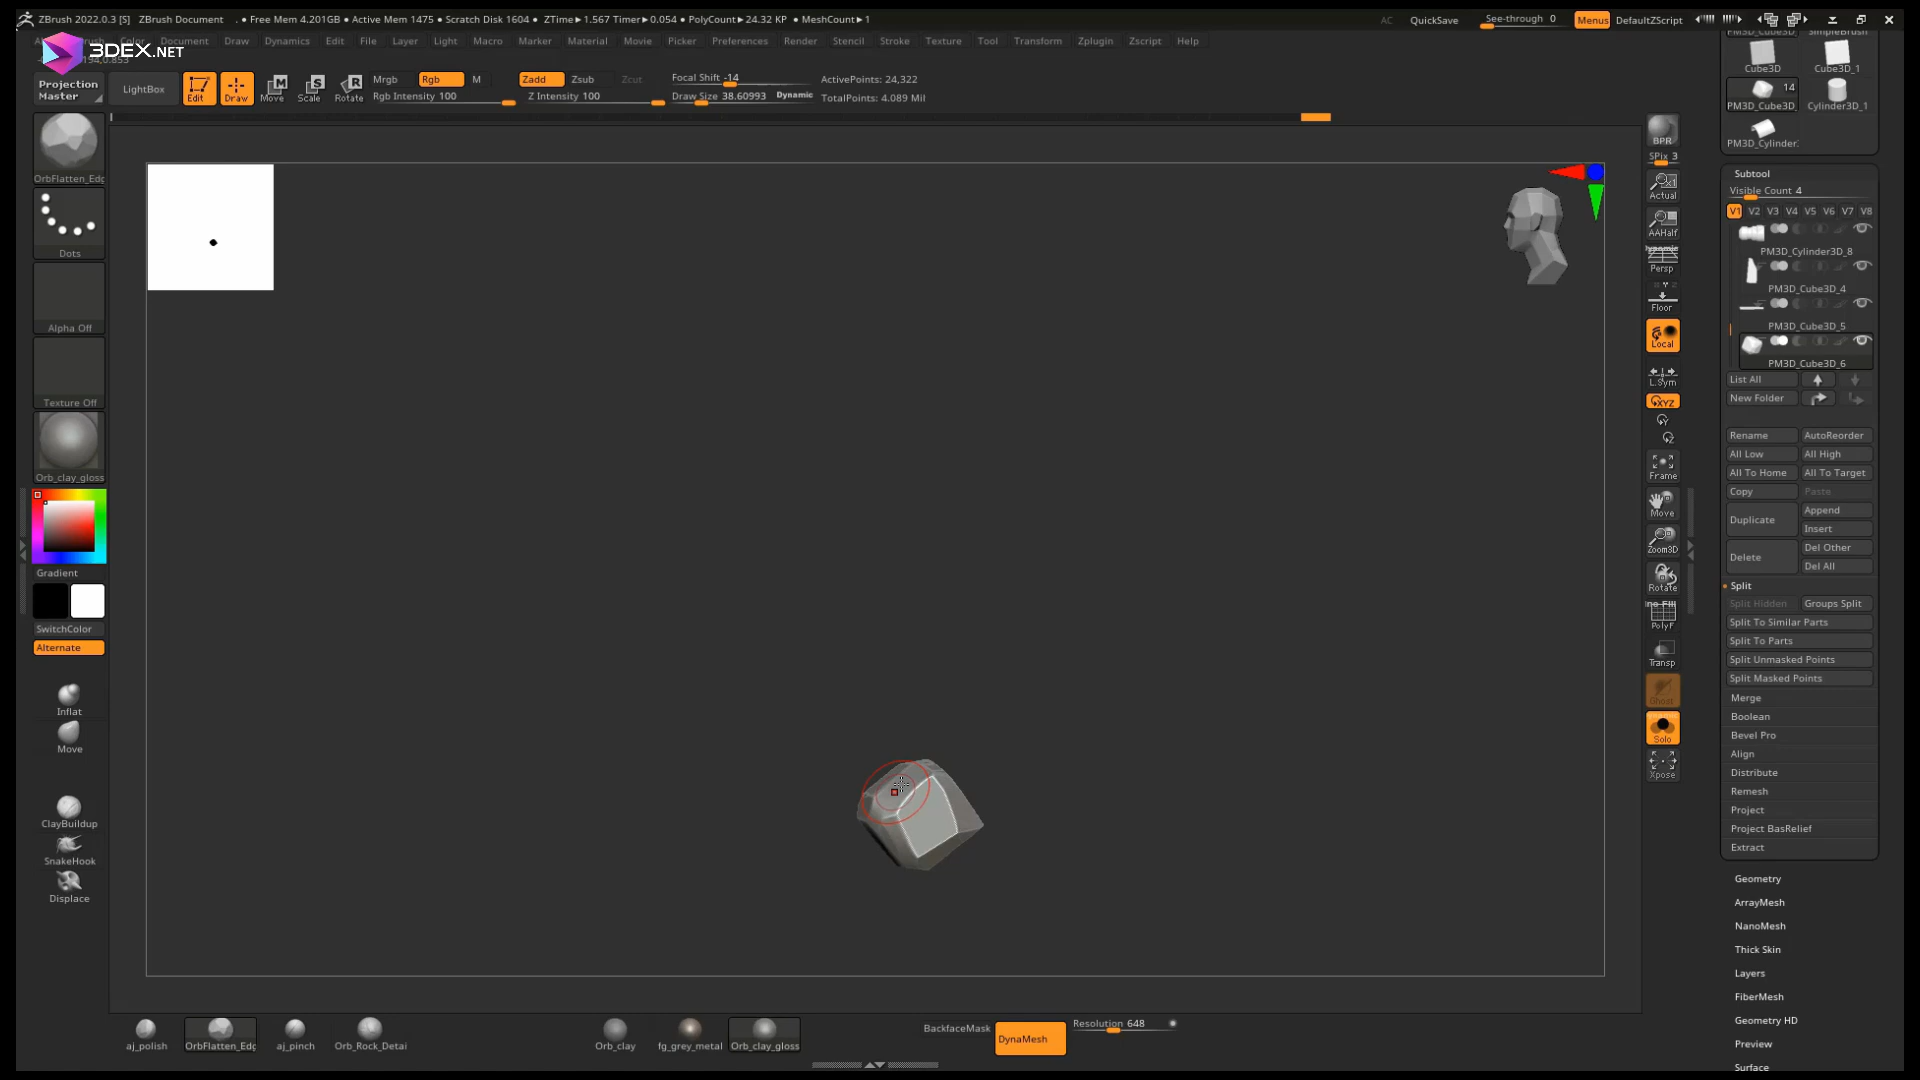 ZBrush 2022.0.3 [S] ZBrush Document . • Free Mem 4.201GB • Active Mem 1475 • Scratch Disk 1604 • ZTime►1.567 Timer►0.054 • PolyCount►24.32 KP • MeshCount►1 AC QuickSave See-through 0 Menus DefaultZScript
3DEX.NET
Document Draw Dynamics Edit File Layer Light Macro Marker Material Movie Picker Preferences Render Stencil Stroke Texture Tool Transform Zplugin Zscript Help
Projection Master
LightBox
Edit Draw Move Scale Rotate
Mrgb Rgb M
Rgb Intensity 100
Zadd Zsub Zcut
Z Intensity 100
Focal Shift -14
Draw Size 38.60993 Dynamic
ActivePoints: 24,322
TotalPoints: 4.089 Mil
OrbFlatten_Edg
Dots
Alpha Off
Texture Off
Orb_clay_gloss
Gradient
SwitchColor
Alternate
Inflat
Move
ClayBuildup
SnakeHook
Displace
aj_polish OrbFlatten_Edg aj_pinch Orb_Rock_Detai Orb_clay fg_grey_metal Orb_clay_gloss
BackfaceMask DynaMesh Resolution 648
BPR
SPix 3
Actual
AAHalf
Dynamic
Persp
Floor
Local
L.Sym
XYZ
Frame
Move
Zoom3D
Rotate
PolyF
Transp
Ghost
Solo
Xpose
PM3D_Cube3D_ SimpleBrush
Cube3D Cube3D_1
14
PM3D_Cube3D_ Cylinder3D_1
PM3D_Cylinder.
Subtool
Visible Count 4
V1 V2 V3 V4 V5 V6 V7 V8
PM3D_Cylinder3D_8
PM3D_Cube3D_4
PM3D_Cube3D_5
PM3D_Cube3D_6
List All
New Folder
Rename AutoReorder
All Low All High
All To Home All To Target
Copy Paste
Duplicate Append
Insert
Delete Del Other
Del All
Split
Split Hidden Groups Split
Split To Similar Parts
Split To Parts
Split Unmasked Points
Split Masked Points
Merge
Boolean
Bevel Pro
Align
Distribute
Remesh
Project
Project BasRelief
Extract
Geometry
ArrayMesh
NanoMesh
Thick Skin
Layers
FiberMesh
Geometry HD
Preview
Surface